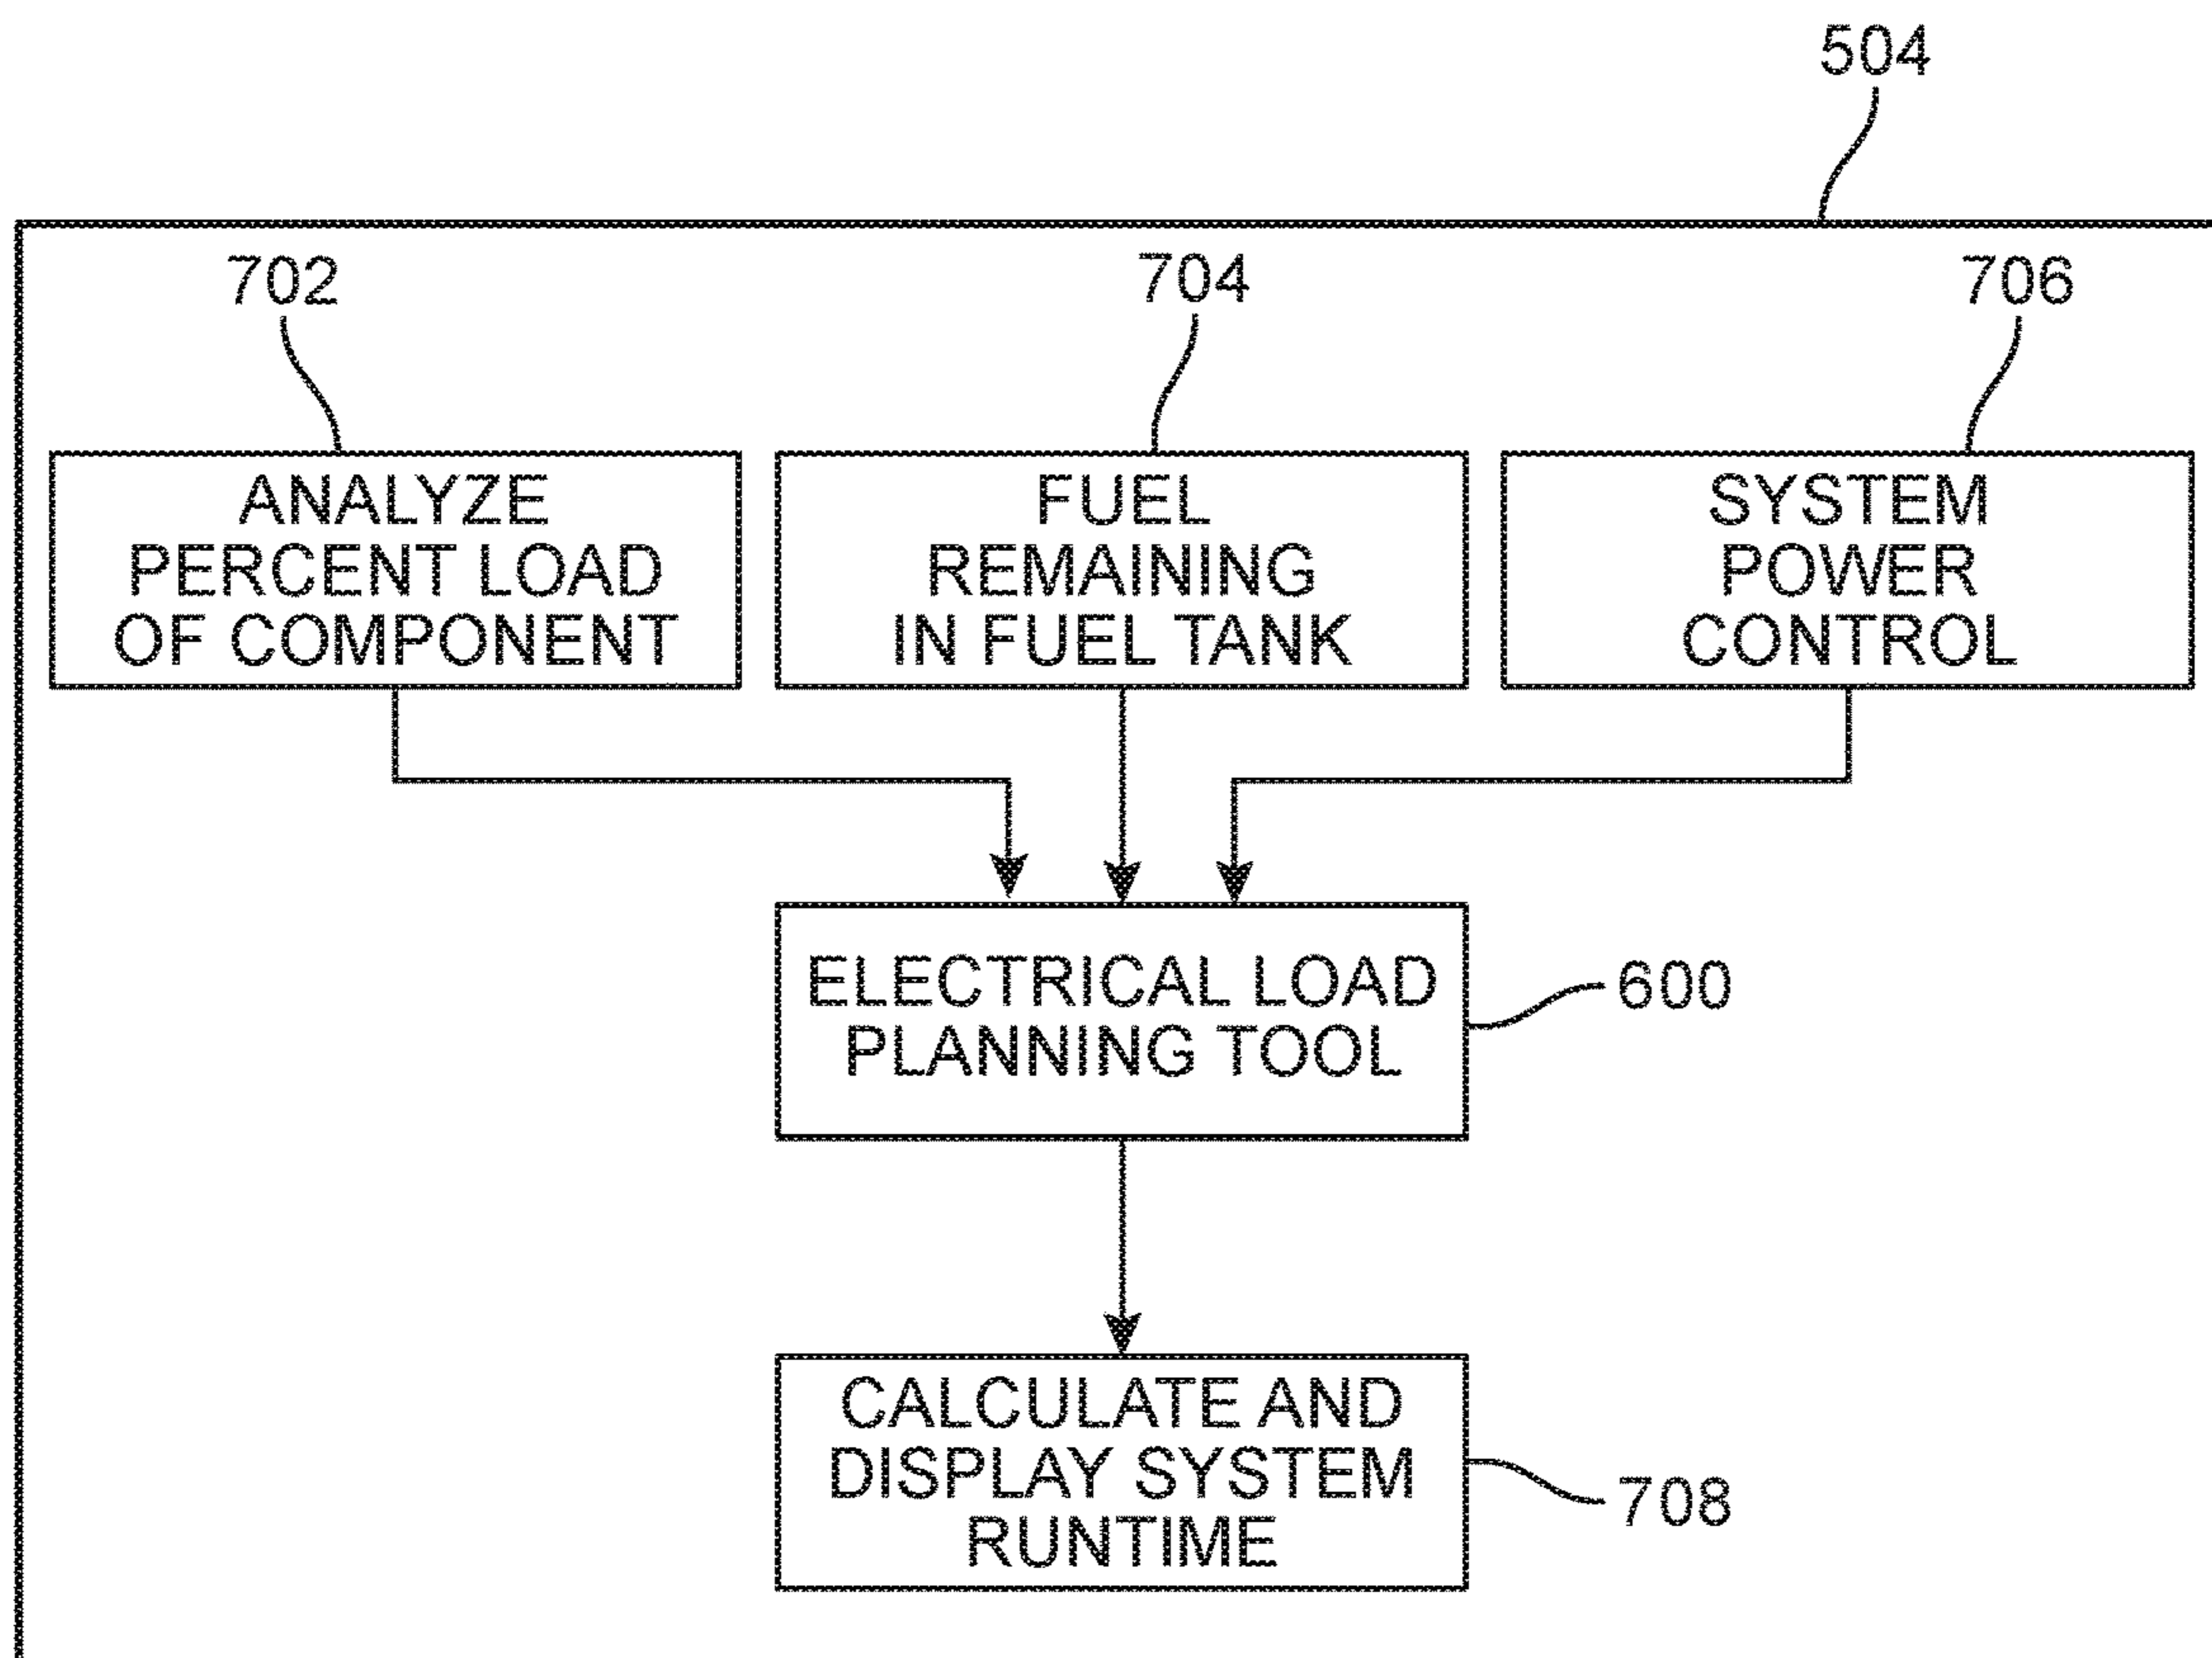 504
702
704
706
ANALYZE
PERCENT LOAD
OF COMPONENT
FUEL
REMAINING
IN FUEL TANK
SYSTEM
POWER
CONTROL
ELECTRICAL LOAD
PLANNING TOOL
600
CALCULATE AND
DISPLAY SYSTEM
RUNTIME
708